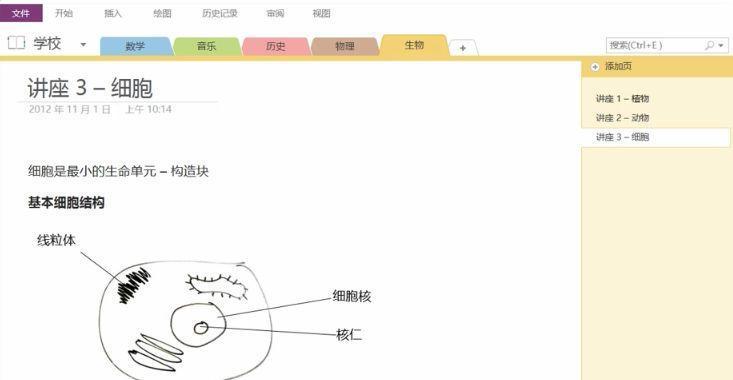 文件 开始 插入 绘图 历史记录 审阅 视图
学校 数学 音乐 历史 物理 生物 + 搜索(Ctrl+E)
添加页
讲座 1 – 植物
讲座 2 – 动物
讲座 3 – 细胞
讲座 3 – 细胞
2012 年 11 月 1 日 上午 10:14
细胞是最小的生命单元 – 构造块
基本细胞结构
线粒体
细胞核
核仁